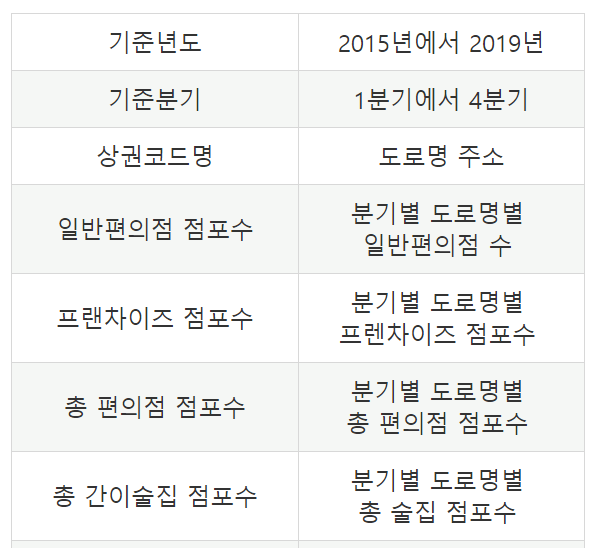 기준년도
2015년에서 2019년
기준분기
1분기에서 4분기
상권코드명
도로명 주소
일반편의점 점포수
분기별 도로명별
일반편의점 수
프랜차이즈 점포수
분기별 도로명별
프렌차이즈 점포수
총 편의점 점포수
분기별 도로명별
총 편의점 점포수
총 간이술집 점포수
분기별 도로명별
총 술집 점포수